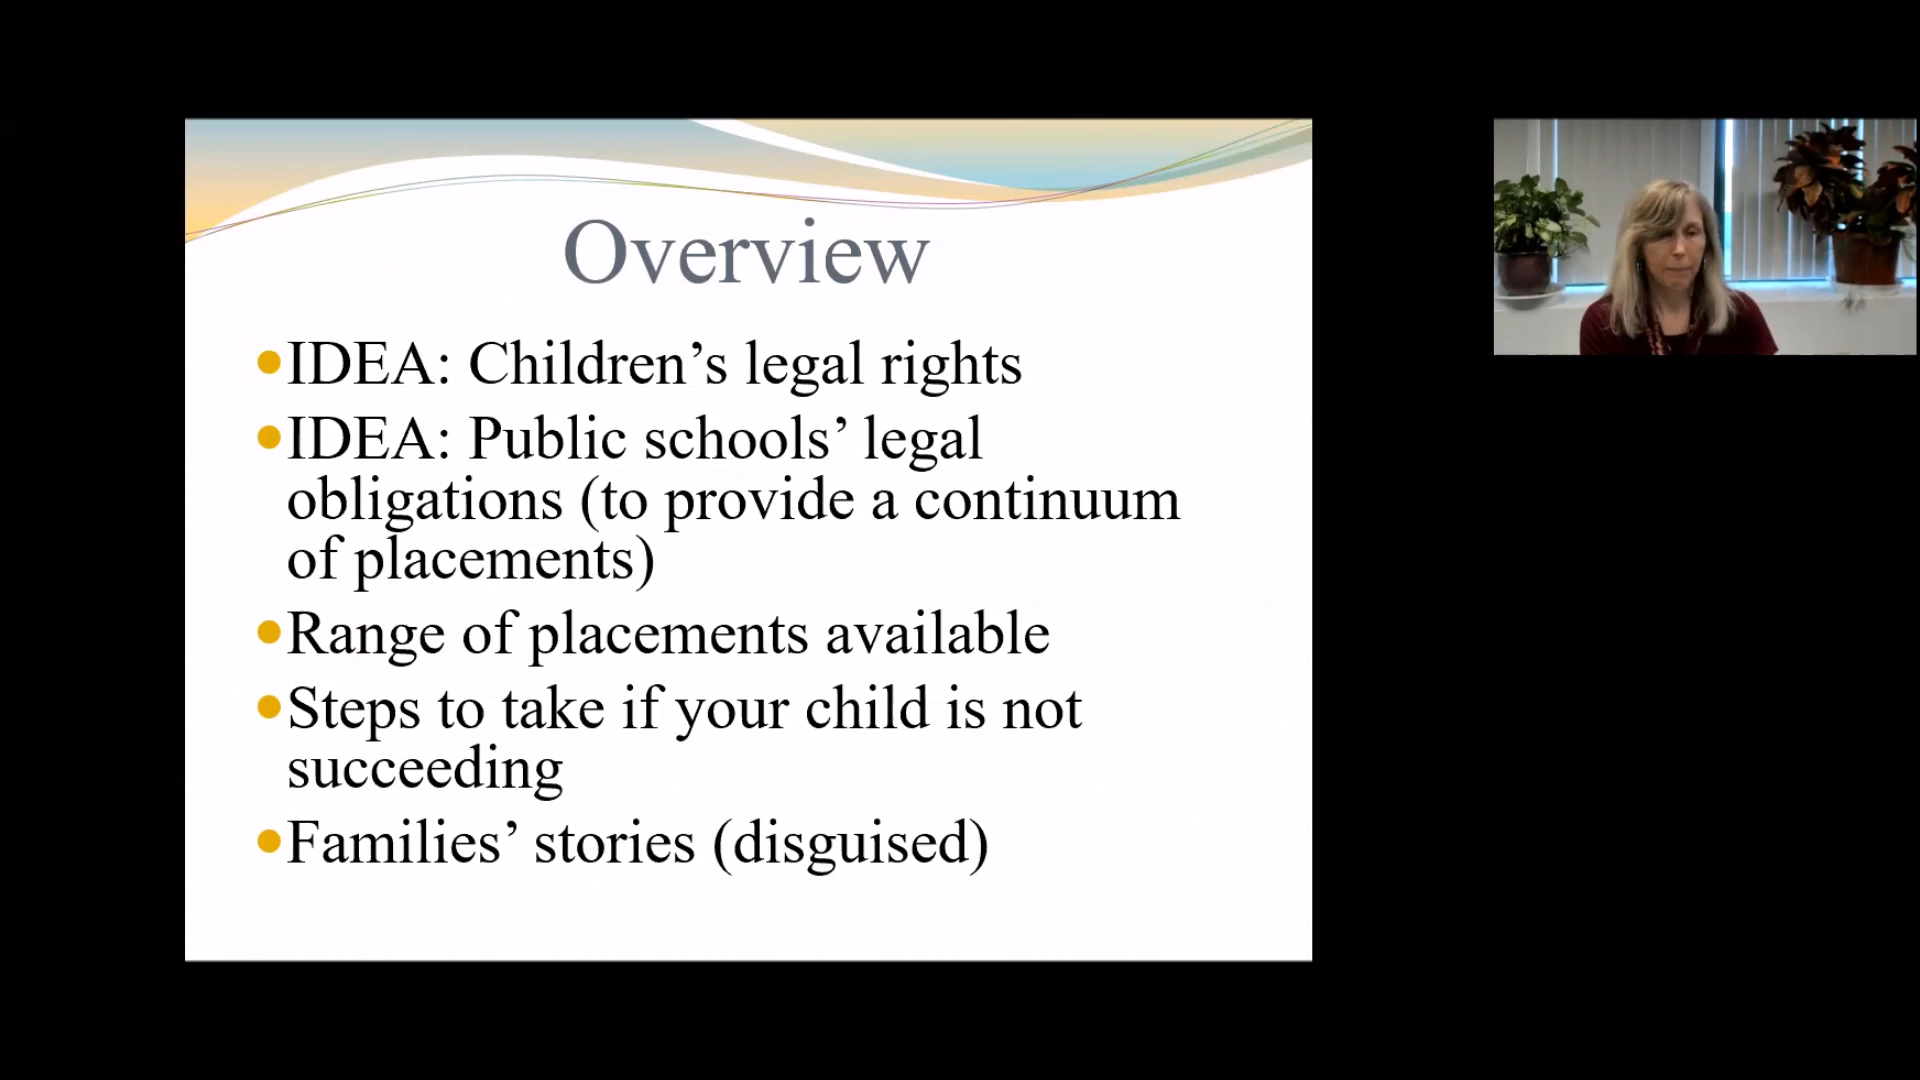 Overview
•IDEA: Children’s legal rights
•IDEA: Public schools’ legal
obligations (to provide a continuum
of placements)
•Range of placements available
•Steps to take if your child is not
succeeding
•Families’ stories (disguised)